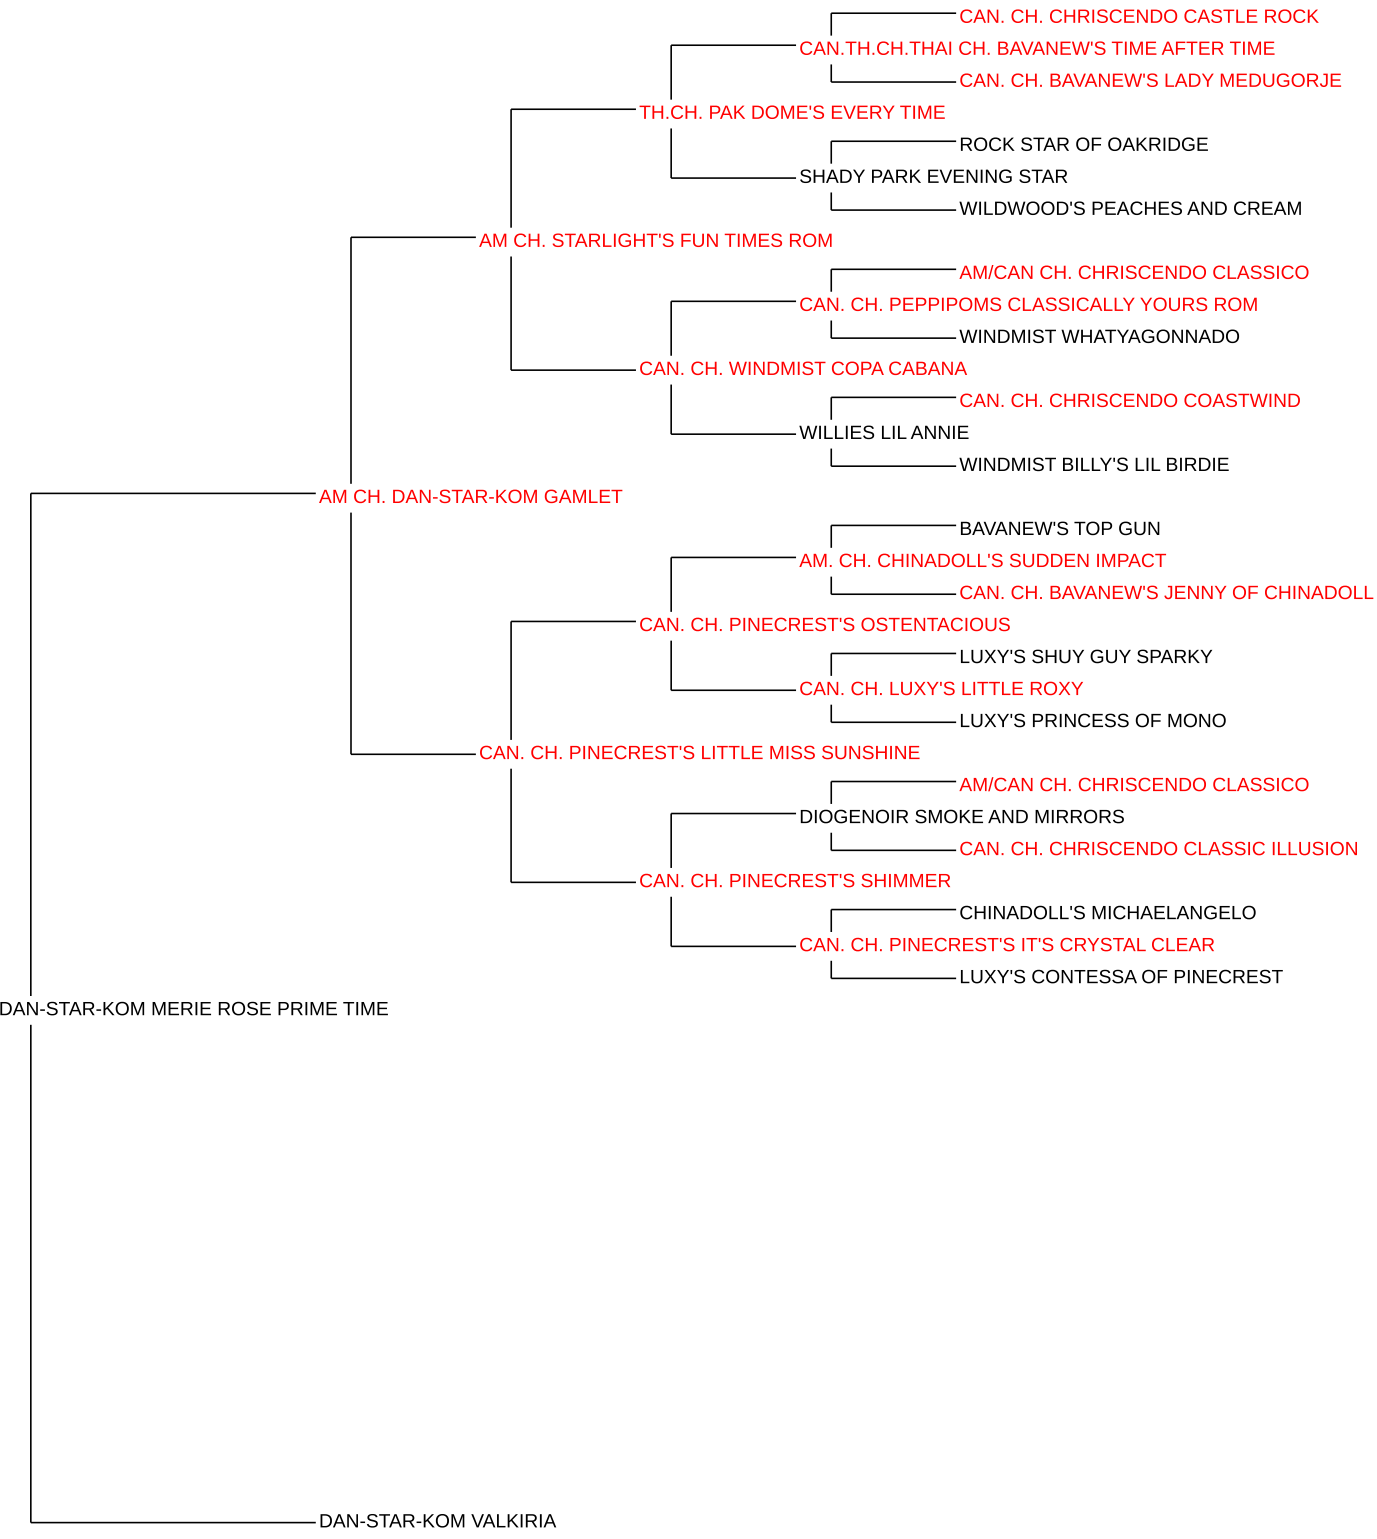 CAN. CH. CHRISCENDO CASTLE ROCK
CAN.TH.CH.THAI CH. BAVANEW'S TIME AFTER TIME
CAN. CH. BAVANEW'S LADY MEDUGORJE
TH.CH. PAK DOME'S EVERY TIME
ROCK STAR OF OAKRIDGE
SHADY PARK EVENING STAR
WILDWOOD'S PEACHES AND CREAM
AM CH. STARLIGHT'S FUN TIMES ROM
AM/CAN CH. CHRISCENDO CLASSICO
CAN. CH. PEPPIPOMS CLASSICALLY YOURS ROM
WINDMIST WHATYAGONNADO
CAN. CH. WINDMIST COPA CABANA
CAN. CH. CHRISCENDO COASTWIND
WILLIES LIL ANNIE
WINDMIST BILLY'S LIL BIRDIE
AM CH. DAN-STAR-KOM GAMLET
BAVANEW'S TOP GUN
AM. CH. CHINADOLL'S SUDDEN IMPACT
CAN. CH. BAVANEW'S JENNY OF CHINADOLL
CAN. CH. PINECREST'S OSTENTACIOUS
LUXY'S SHUY GUY SPARKY
CAN. CH. LUXY'S LITTLE ROXY
LUXY'S PRINCESS OF MONO
CAN. CH. PINECREST'S LITTLE MISS SUNSHINE
AM/CAN CH. CHRISCENDO CLASSICO
DIOGENOIR SMOKE AND MIRRORS
CAN. CH. CHRISCENDO CLASSIC ILLUSION
CAN. CH. PINECREST'S SHIMMER
CHINADOLL'S MICHAELANGELO
CAN. CH. PINECREST'S IT'S CRYSTAL CLEAR
LUXY'S CONTESSA OF PINECREST
DAN-STAR-KOM MERIE ROSE PRIME TIME
DAN-STAR-KOM VALKIRIA